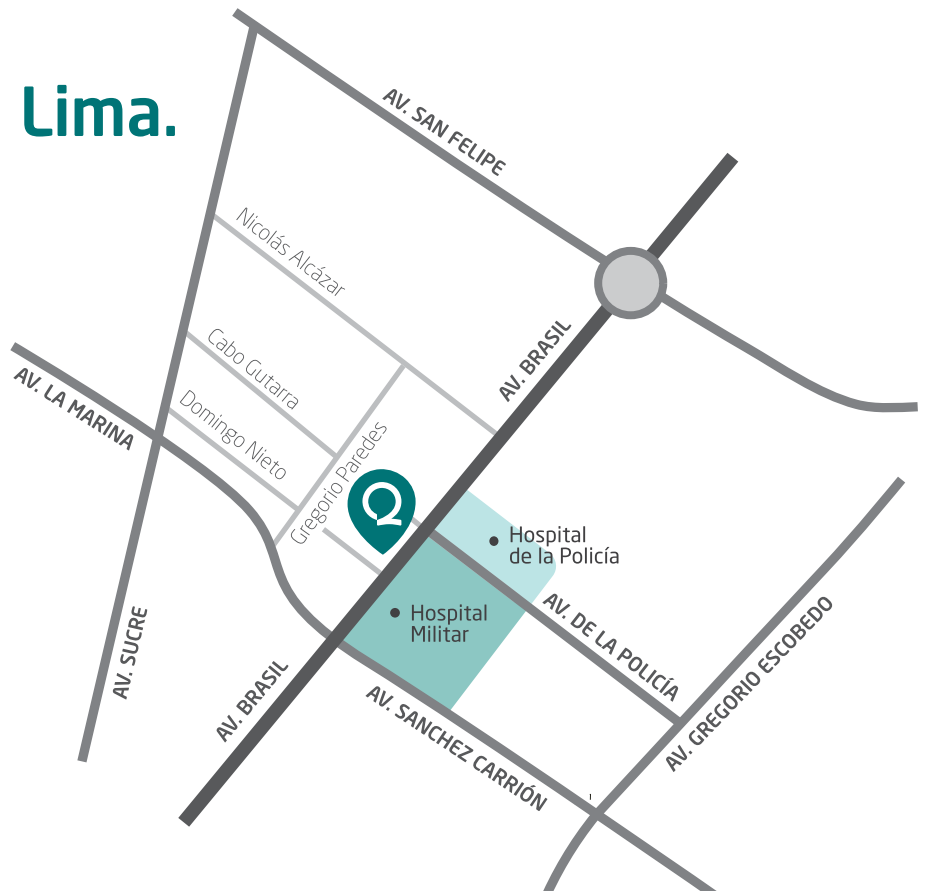 Lima.
AV. SAN FELIPE
Nicolás Alcázar
AV. BRASIL
Cabo Gutarra
AV. LA MARINA
Domingo Nieto
Gregorio Paredes
Hospital
de la Policía
Hospital
Militar
AV. DE LA POLICÍA
AV. SUCRE
AV. GREGORIO ESCOBEDO
AV. BRASIL
AV. SANCHEZ CARRIÓN